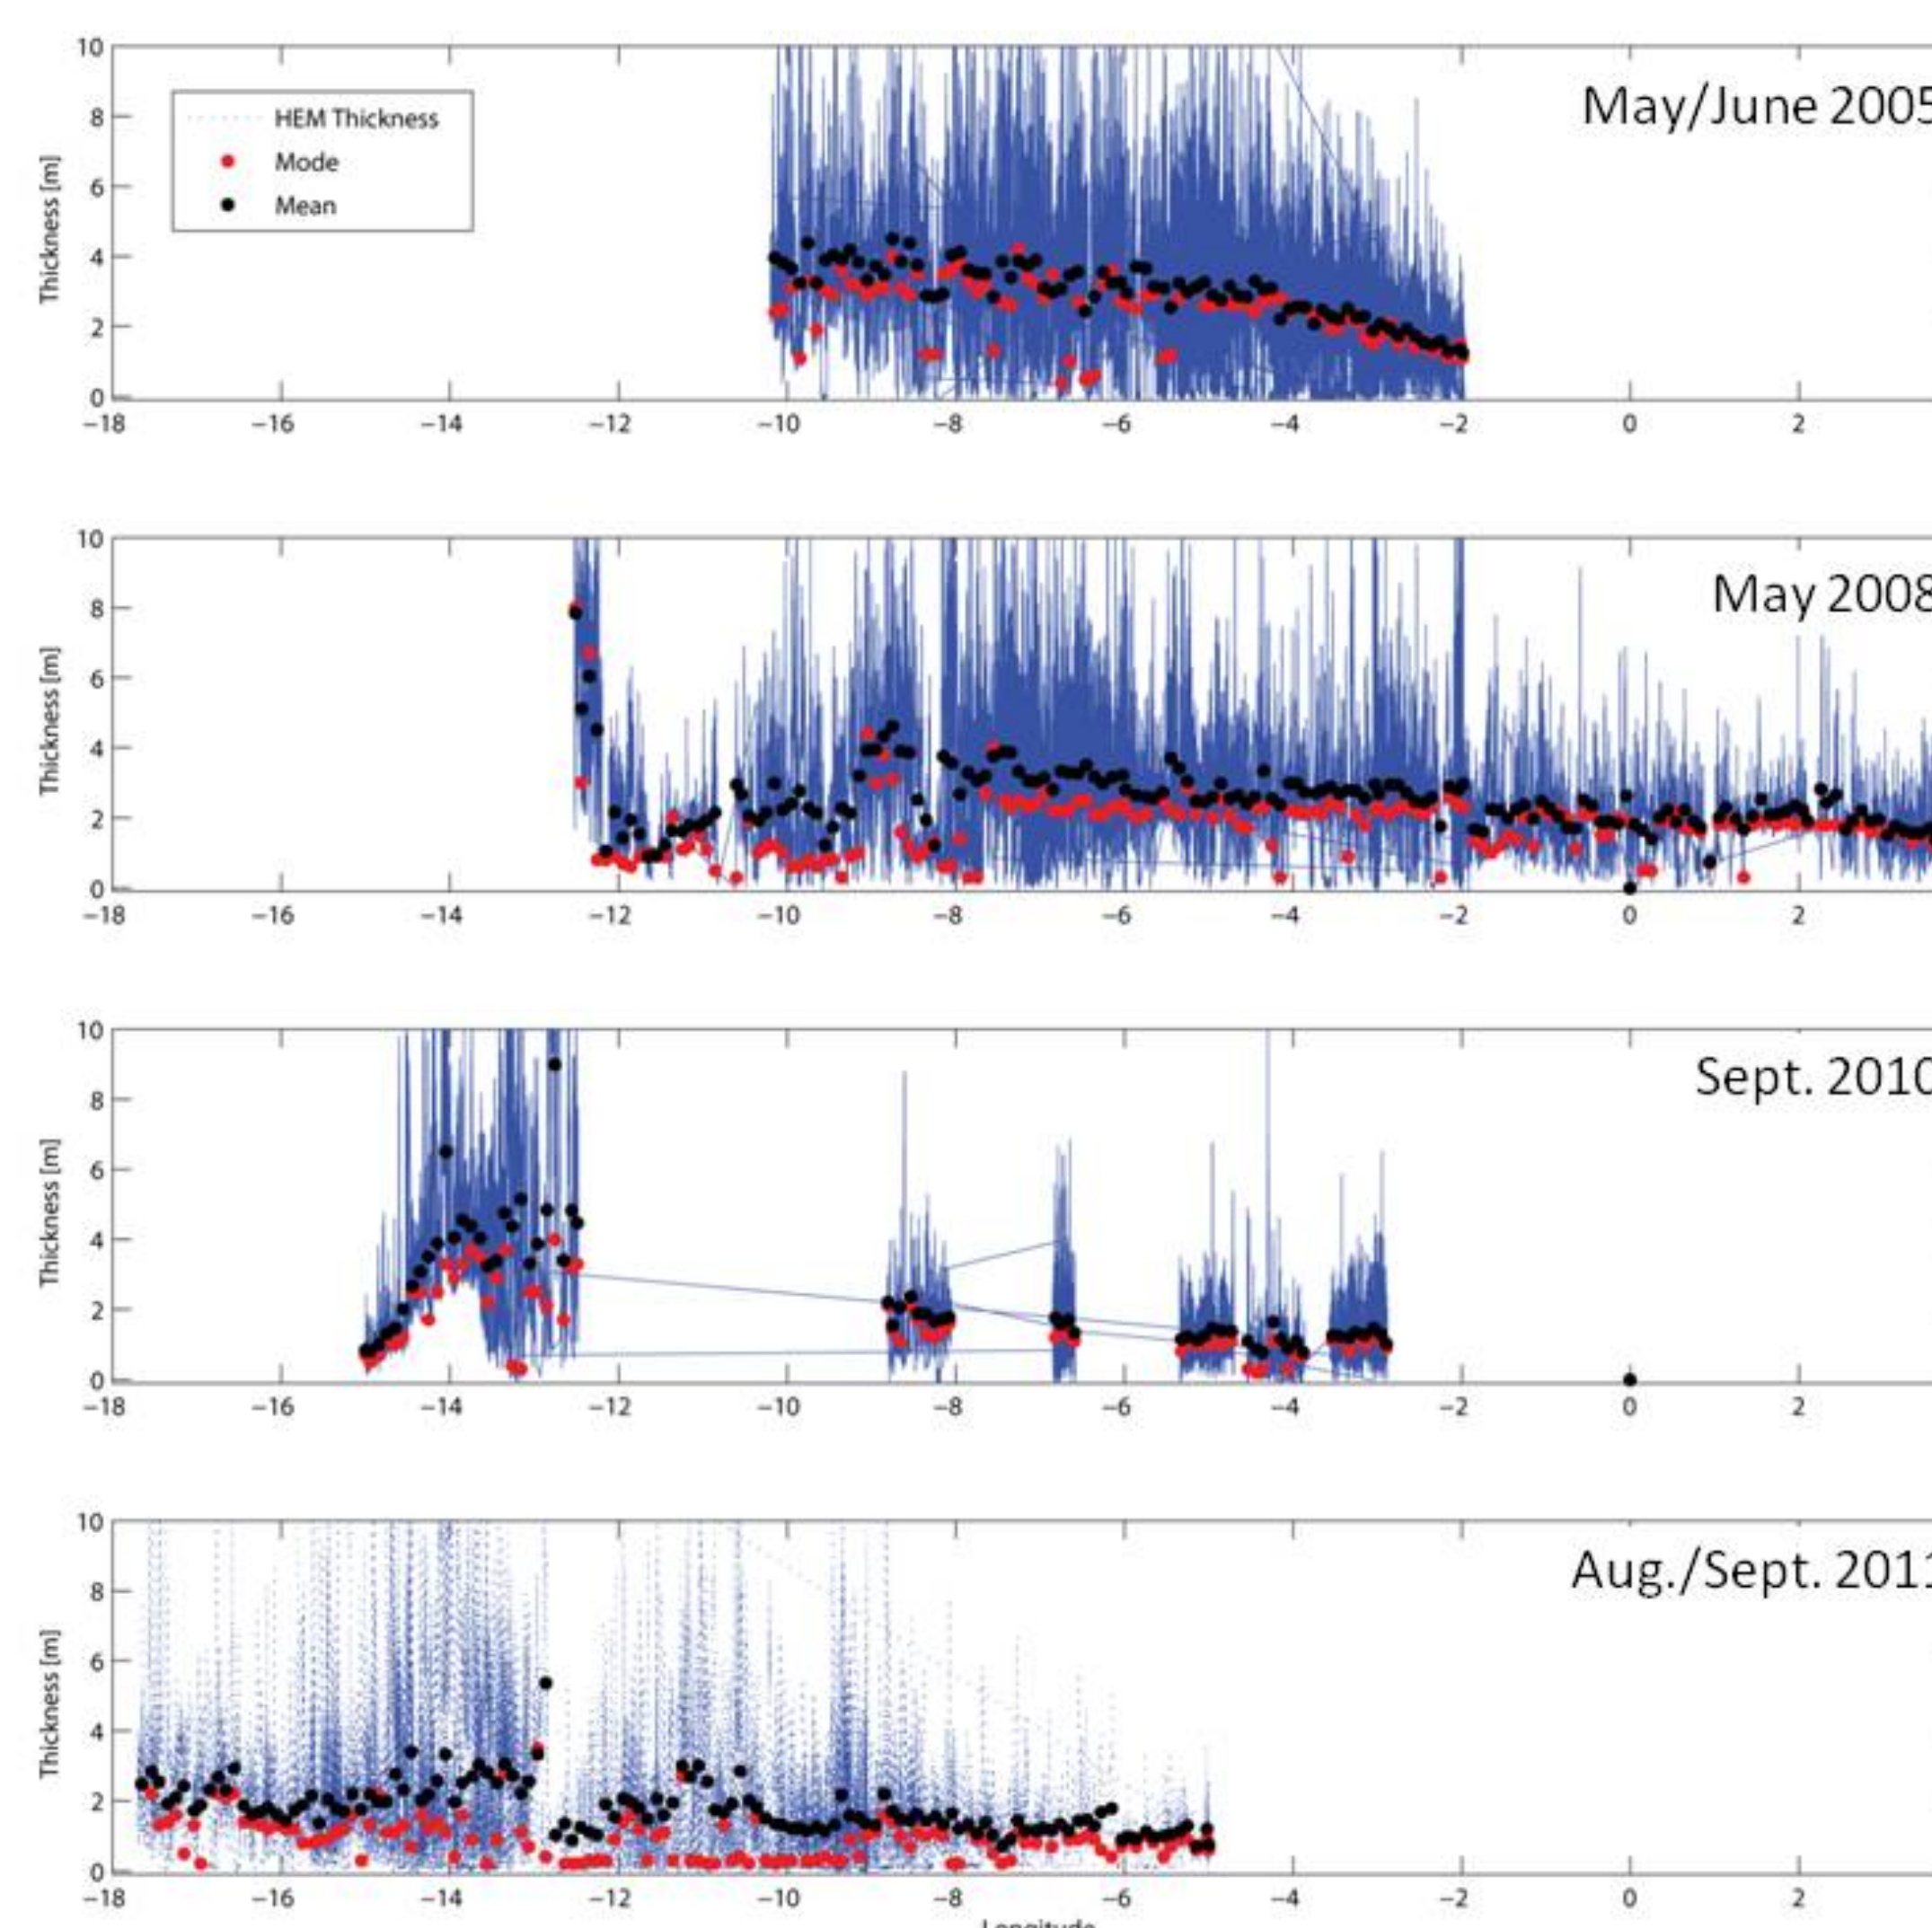 10
8
6
4
2
0
Thickness [m]
HEM Thickness
Mode
Mean
May/June 2005
−18 −16 −14 −12 −10 −8 −6 −4 −2 0 2
10
8
6
4
2
0
Thickness [m]
May 2008
−18 −16 −14 −12 −10 −8 −6 −4 −2 0 2
10
8
6
4
2
0
Thickness [m]
Sept. 2010
−18 −16 −14 −12 −10 −8 −6 −4 −2 0 2
10
8
6
4
2
0
Thickness [m]
Aug./Sept. 2011
−18 −16 −14 −12 −10 −8 −6 −4 −2 0 2
Longitude